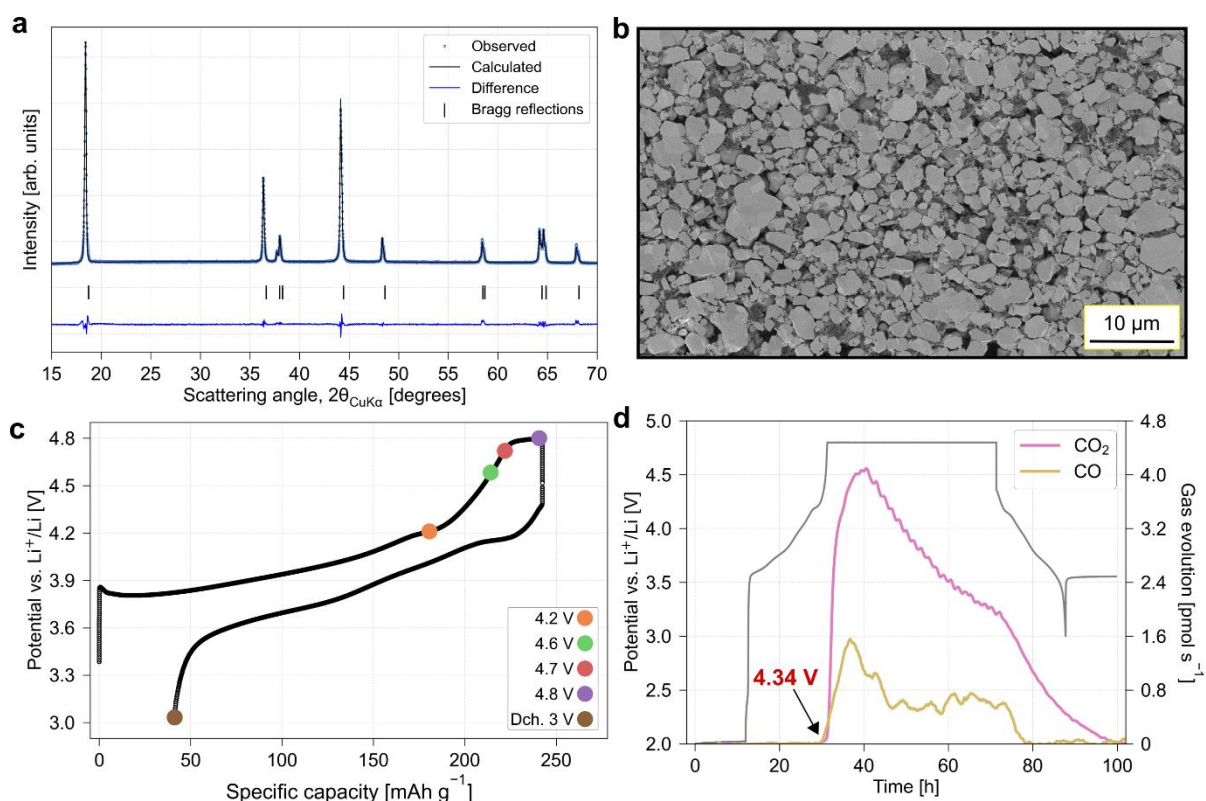 a
Observed
Calculated
Difference
Bragg reflections
Intensity [arb. units]
15 20 25 30 35 40 45 50 55 60 65 70
Scattering angle, 2θCuKα [degrees]
b
10 µm
c
4.8
4.5
4.2
3.9
3.6
3.3
3.0
Potential vs. Li⁺/Li [V]
4.2 V
4.6 V
4.7 V
4.8 V
Dch. 3 V
0 50 100 150 200 250
Specific capacity [mAh g⁻¹]
d
5.0
4.5
4.0
3.5
3.0
2.5
2.0
Potential vs. Li⁺/Li [V]
CO₂
CO
4.34 V
4.8
4.0
3.2
2.4
1.6
0.8
0
Gas evolution [pmol s⁻¹]
0 20 40 60 80 100
Time [h]